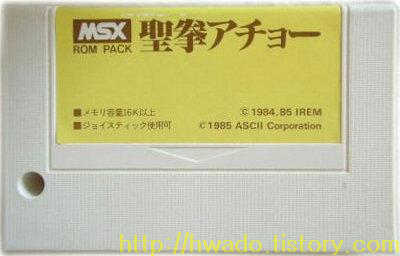 MSX
ROM PACK 聖拳アチョー
■メモリ容量16K以上
■ジョイスティック使用可
©1984,85 IREM
©1985 ASCII Corporation
http://hwado.tistory.com